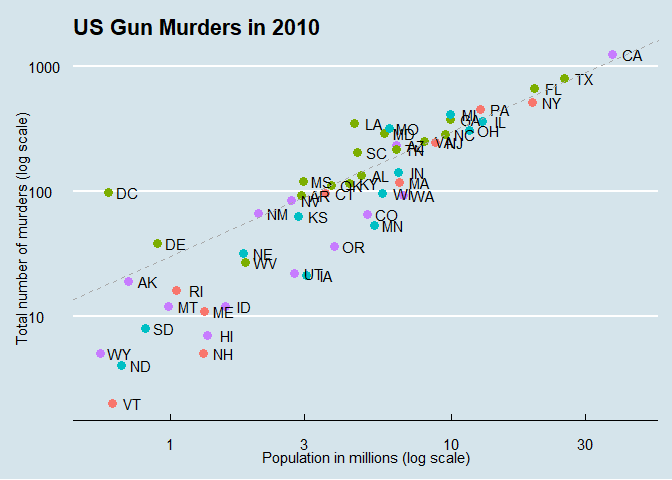 US Gun Murders in 2010
Total number of murders (log scale)
1000
100
10
CA
TX
FL
NY
PA
MI
GA
IL
LA
MO
MD
OH
NC
VA
NJ
SC
AZ
TN
IN
AL
MS
KY
OK
MA
CT
AR
WI
WA
NV
DC
NM
KS
CO
MN
DE
OR
NE
WV
UT
IA
AK
RI
MT
ME
ID
SD
HI
WY
NH
ND
VT
1
3
10
30
Population in millions (log scale)